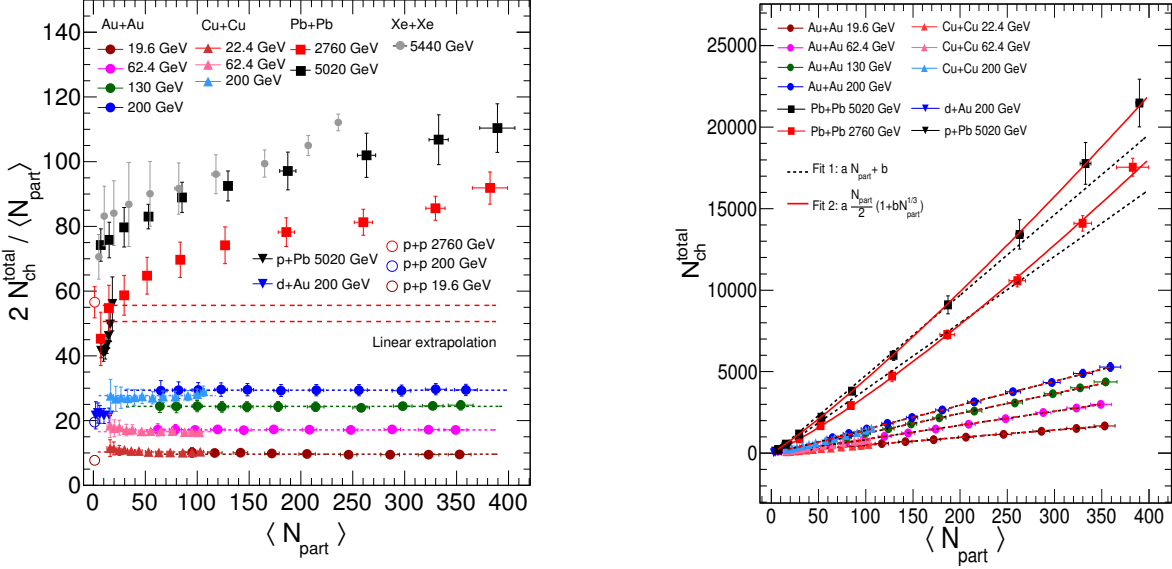 Au+Au Cu+Cu Pb+Pb Xe+Xe
19.6 GeV 22.4 GeV 2760 GeV 5440 GeV
62.4 GeV 62.4 GeV 5020 GeV
130 GeV 200 GeV
200 GeV
p+Pb 5020 GeV
d+Au 200 GeV
p+p 2760 GeV
p+p 200 GeV
p+p 19.6 GeV
Linear extrapolation
2 N_ch^total / ⟨N_part⟩
140
120
100
80
60
40
20
0
0 50 100 150 200 250 300 350 400
⟨ N_part ⟩
Au+Au 19.6 GeV Cu+Cu 22.4 GeV
Au+Au 62.4 GeV Cu+Cu 62.4 GeV
Au+Au 130 GeV Cu+Cu 200 GeV
Au+Au 200 GeV
Pb+Pb 5020 GeV d+Au 200 GeV
Pb+Pb 2760 GeV p+Pb 5020 GeV
Fit 1: a N_part + b
Fit 2: a N_part/2 (1+bN_part^1/3)
N_ch^total
25000
20000
15000
10000
5000
0
0 50 100 150 200 250 300 350 400
⟨ N_part ⟩